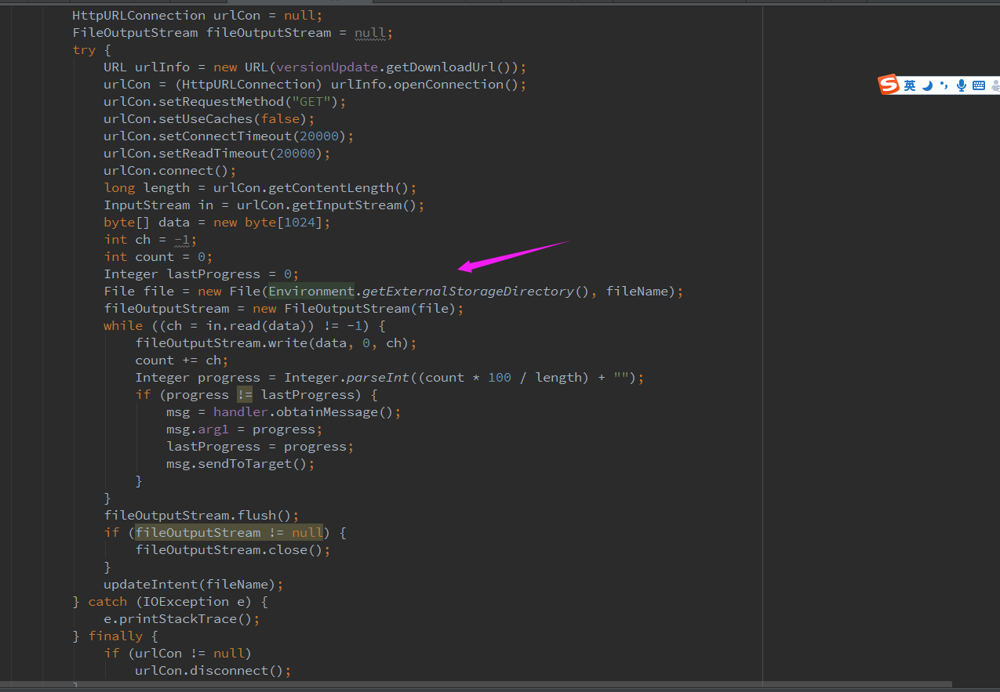 HttpURLConnection urlCon = null;
FileOutputStream fileOutputStream = null;
try {
URL urlInfo = new URL(versionUpdate.getDownloadUrl());
urlCon = (HttpURLConnection) urlInfo.openConnection();
urlCon.setRequestMethod("GET");
urlCon.setUseCaches(false);
urlCon.setConnectTimeout(20000);
urlCon.setReadTimeout(20000);
urlCon.connect();
long length = urlCon.getContentLength();
InputStream in = urlCon.getInputStream();
byte[] data = new byte[1024];
int ch = -1;
int count = 0;
Integer lastProgress = 0;
File file = new File(Environment.getExternalStorageDirectory(), fileName);
fileOutputStream = new FileOutputStream(file);
while ((ch = in.read(data)) != -1) {
fileOutputStream.write(data, 0, ch);
count += ch;
Integer progress = Integer.parseInt((count * 100 / length) + "");
if (progress != lastProgress) {
msg = handler.obtainMessage();
msg.arg1 = progress;
lastProgress = progress;
msg.sendToTarget();
}
}
fileOutputStream.flush();
if (fileOutputStream != null) {
fileOutputStream.close();
}
updateIntent(fileName);
} catch (IOException e) {
e.printStackTrace();
} finally {
if (urlCon != null)
urlCon.disconnect();
}
S 英